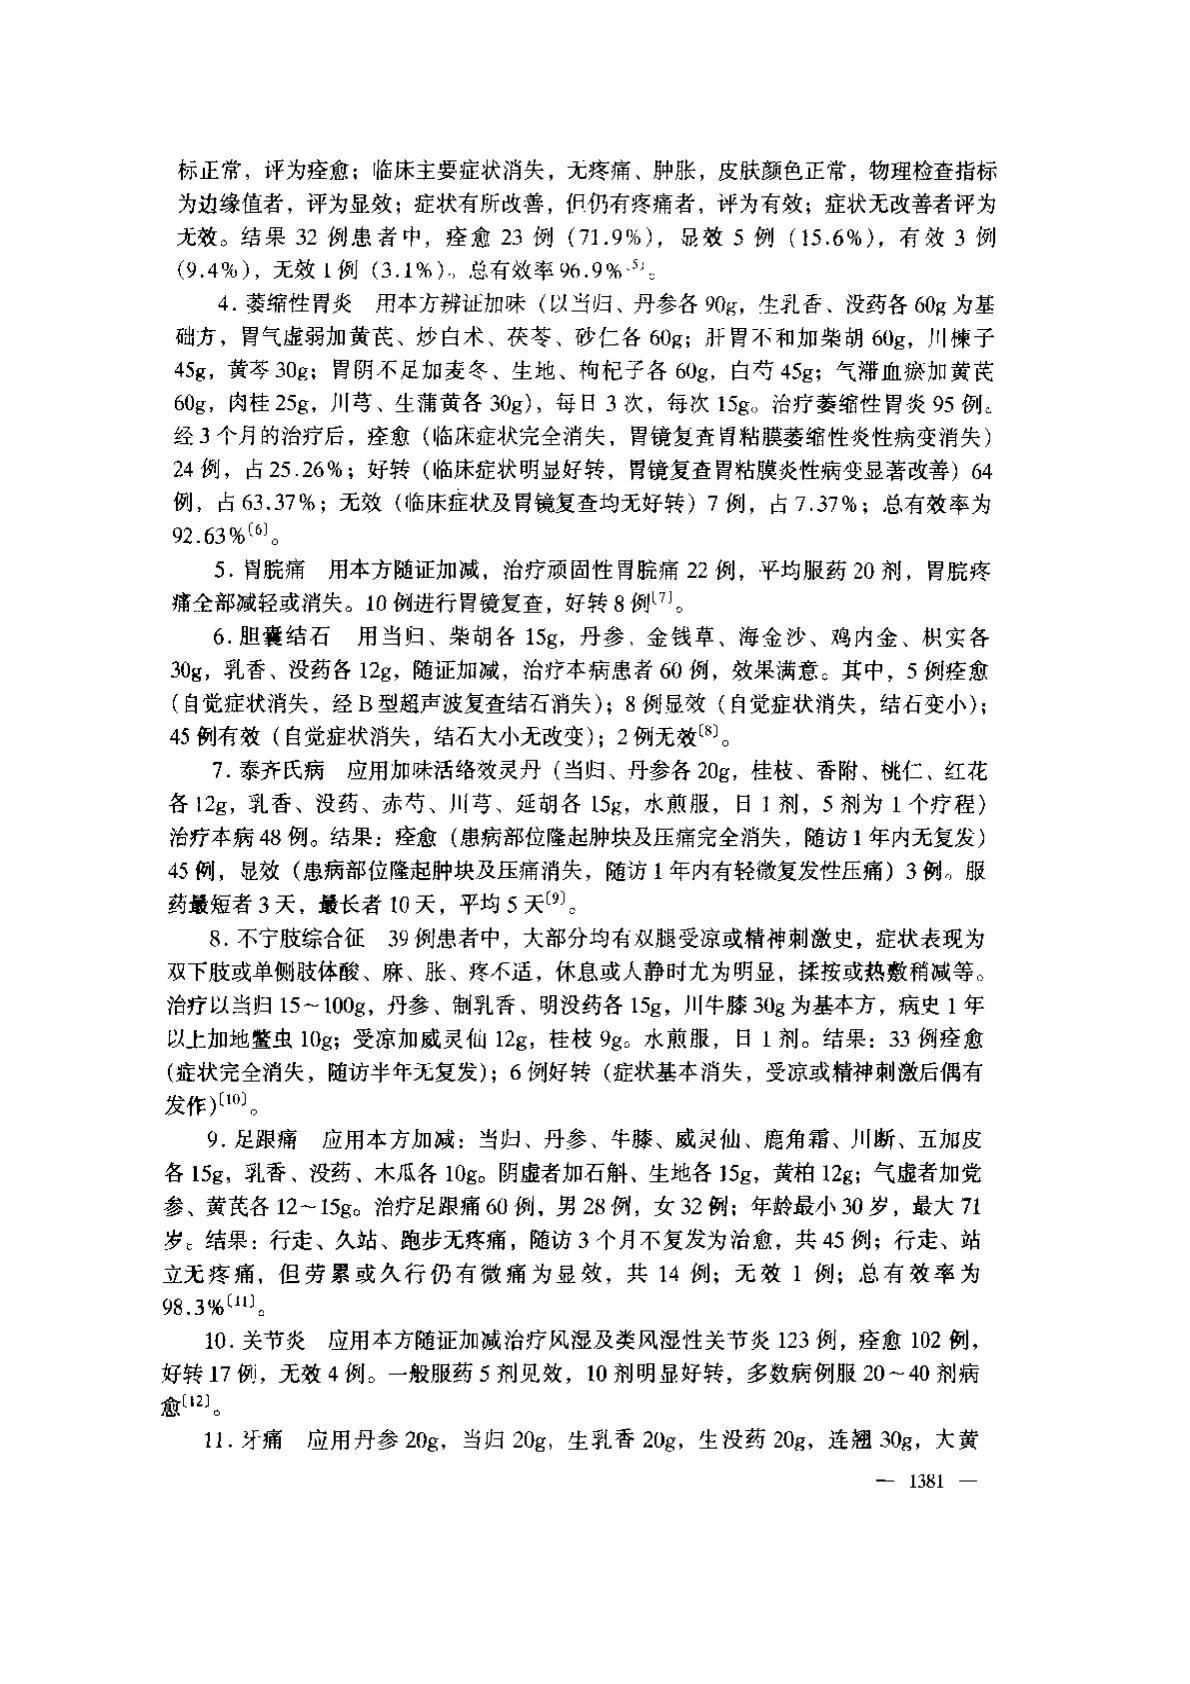 标正常，评为痊愈；临床主要症状消失，无疼痛、肿胀，皮肤颜色正常，物理检查指标
为边缘值者，评为显效；症状有所改善，但仍有疼痛者，评为有效；症状无改善者评为
无效。结果 32 例患者中，痊愈 23 例（71.9%），显效 5 例（15.6%），有效 3 例
（9.4%），无效 1 例（3.1%）。总有效率 96.9%〔5〕。
4. 萎缩性胃炎　用本方辨证加味（以当归、丹参各 90g，生乳香、没药各 60g 为基
础方，胃气虚弱加黄芪、炒白术、茯苓、砂仁各 60g；肝胃不和加柴胡 60g，川楝子
45g，黄芩 30g；胃阴不足加麦冬、生地、枸杞子各 60g，白芍 45g；气滞血瘀加黄芪
60g，肉桂 25g，川芎、生蒲黄各 30g），每日 3 次，每次 15g。治疗萎缩性胃炎 95 例。
经 3 个月的治疗后，痊愈（临床症状完全消失，胃镜复查胃粘膜萎缩性炎性病变消失）
24 例，占 25.26%；好转（临床症状明显好转，胃镜复查胃粘膜炎性病变显著改善）64
例，占 63.37%；无效（临床症状及胃镜复查均无好转）7 例，占 7.37%；总有效率为
92.63%〔6〕。
5. 胃脘痛　用本方随证加减，治疗顽固性胃脘痛 22 例，平均服药 20 剂，胃脘疼
痛全部减轻或消失。10 例进行胃镜复查，好转 8 例〔7〕。
6. 胆囊结石　用当归、柴胡各 15g，丹参、金钱草、海金沙、鸡内金、枳实各
30g，乳香、没药各 12g，随证加减，治疗本病患者 60 例，效果满意。其中，5 例痊愈
（自觉症状消失，经 B 型超声波复查结石消失）；8 例显效（自觉症状消失，结石变小）；
45 例有效（自觉症状消失，结石大小无改变）；2 例无效〔8〕。
7. 泰齐氏病　应用加味活络效灵丹（当归、丹参各 20g，桂枝、香附、桃仁、红花
各 12g，乳香、没药、赤芍、川芎、延胡各 15g，水煎服，日 1 剂，5 剂为 1 个疗程）
治疗本病 48 例。结果：痊愈（患病部位隆起肿块及压痛完全消失，随访 1 年内无复发）
45 例，显效（患病部位隆起肿块及压痛消失，随访 1 年内有轻微复发性压痛）3 例。服
药最短者 3 天，最长者 10 天，平均 5 天〔9〕。
8. 不宁肢综合征　39 例患者中，大部分均有双腿受凉或精神刺激史，症状表现为
双下肢或单侧肢体酸、麻、胀、疼不适，休息或人静时尤为明显，揉按或热敷稍减等。
治疗以当归 15～100g，丹参、制乳香、明没药各 15g，川牛膝 30g 为基本方，病史 1 年
以上加地鳖虫 10g；受凉加威灵仙 12g，桂枝 9g。水煎服，日 1 剂。结果：33 例痊愈
（症状完全消失，随访半年无复发）；6 例好转（症状基本消失，受凉或精神刺激后偶有
发作）〔10〕。
9. 足跟痛　应用本方加减：当归、丹参、牛膝、威灵仙、鹿角霜、川断、五加皮
各 15g，乳香、没药、木瓜各 10g。阴虚者加石斛、生地各 15g，黄柏 12g；气虚者加党
参、黄芪各 12～15g。治疗足跟痛 60 例，男 28 例，女 32 例；年龄最小 30 岁，最大 71
岁。结果：行走、久站、跑步无疼痛，随访 3 个月不复发为治愈，共 45 例；行走、站
立无疼痛，但劳累或久行仍有微痛为显效，共 14 例；无效 1 例；总有效率为
98.3%〔11〕。
10. 关节炎　应用本方随证加减治疗风湿及类风湿性关节炎 123 例，痊愈 102 例，
好转 17 例，无效 4 例。一般服药 5 剂见效，10 剂明显好转，多数病例服 20～40 剂病
愈〔12〕。
11. 牙痛　应用丹参 20g，当归 20g，生乳香 20g，生没药 20g，连翘 30g，大黄
— 1381 —